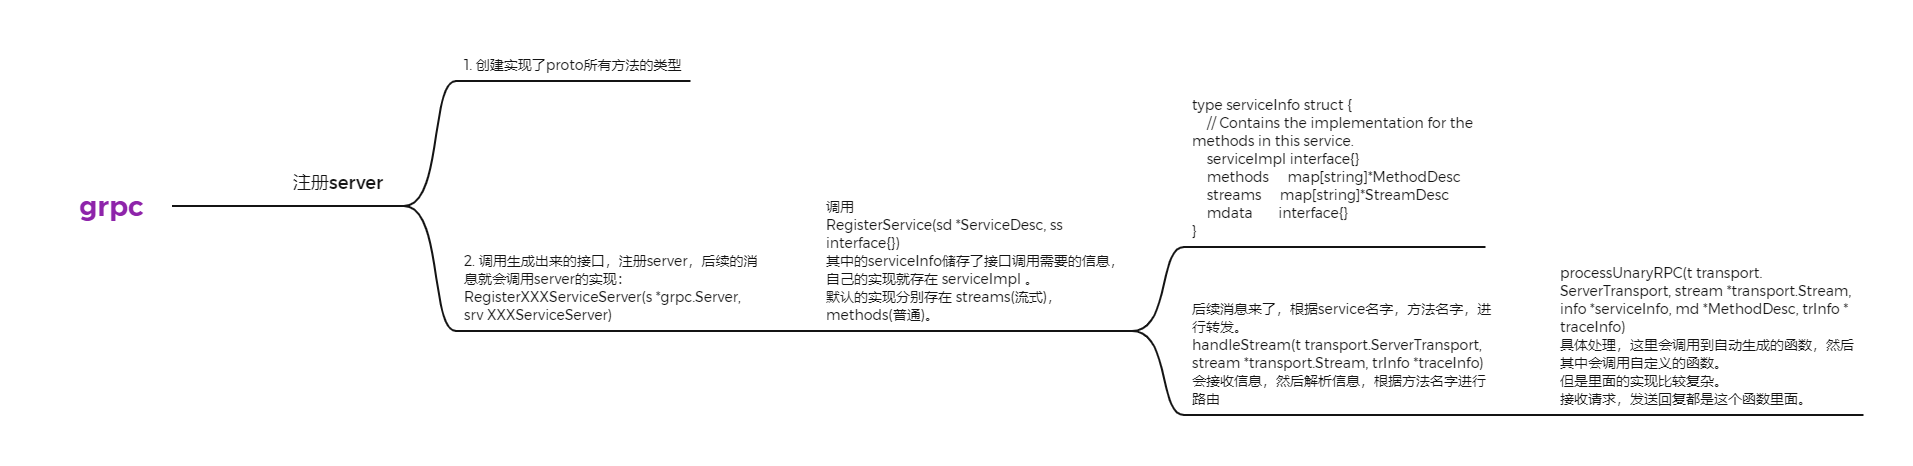 grpc
注册server
1. 创建实现了proto所有方法的类型
2. 调用生成出来的接口，注册server，后续的消
息就会调用server的实现：
RegisterXXXServiceServer(s *grpc.Server,
srv XXXServiceServer)
调用
RegisterService(sd *ServiceDesc, ss
interface{})
其中的serviceInfo储存了接口调用需要的信息，
自己的实现就存在 serviceImpl 。
默认的实现分别存在 streams(流式)，
methods(普通)。
type serviceInfo struct {
// Contains the implementation for the
methods in this service.
serviceImpl interface{}
methods map[string]*MethodDesc
streams map[string]*StreamDesc
mdata interface{}
}
后续消息来了，根据service名字，方法名字，进
行转发。
handleStream(t transport.ServerTransport,
stream *transport.Stream, trInfo *traceInfo)
会接收信息，然后解析信息，根据方法名字进行
路由
processUnaryRPC(t transport.
ServerTransport, stream *transport.Stream,
info *serviceInfo, md *MethodDesc, trInfo *
traceInfo)
具体处理，这里会调用到自动生成的函数，然后
其中会调用自定义的函数。
但是里面的实现比较复杂。
接收请求，发送回复都是这个函数里面。